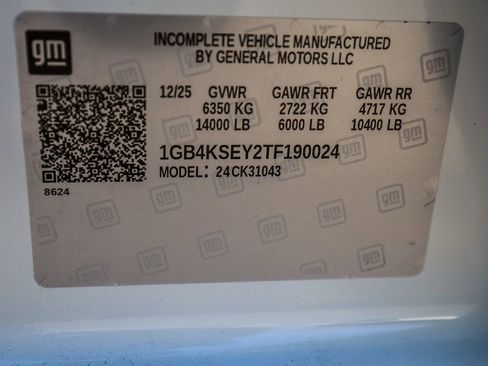 gm
INCOMPLETE VEHICLE MANUFACTURED
BY GENERAL MOTORS LLC
12/25 GVWR GAWR FRT GAWR RR
6350 KG 2722 KG 4717 KG
14000 LB 6000 LB 10400 LB
1GB4KSEY2TF190024
MODEL: 24CK31043
8624